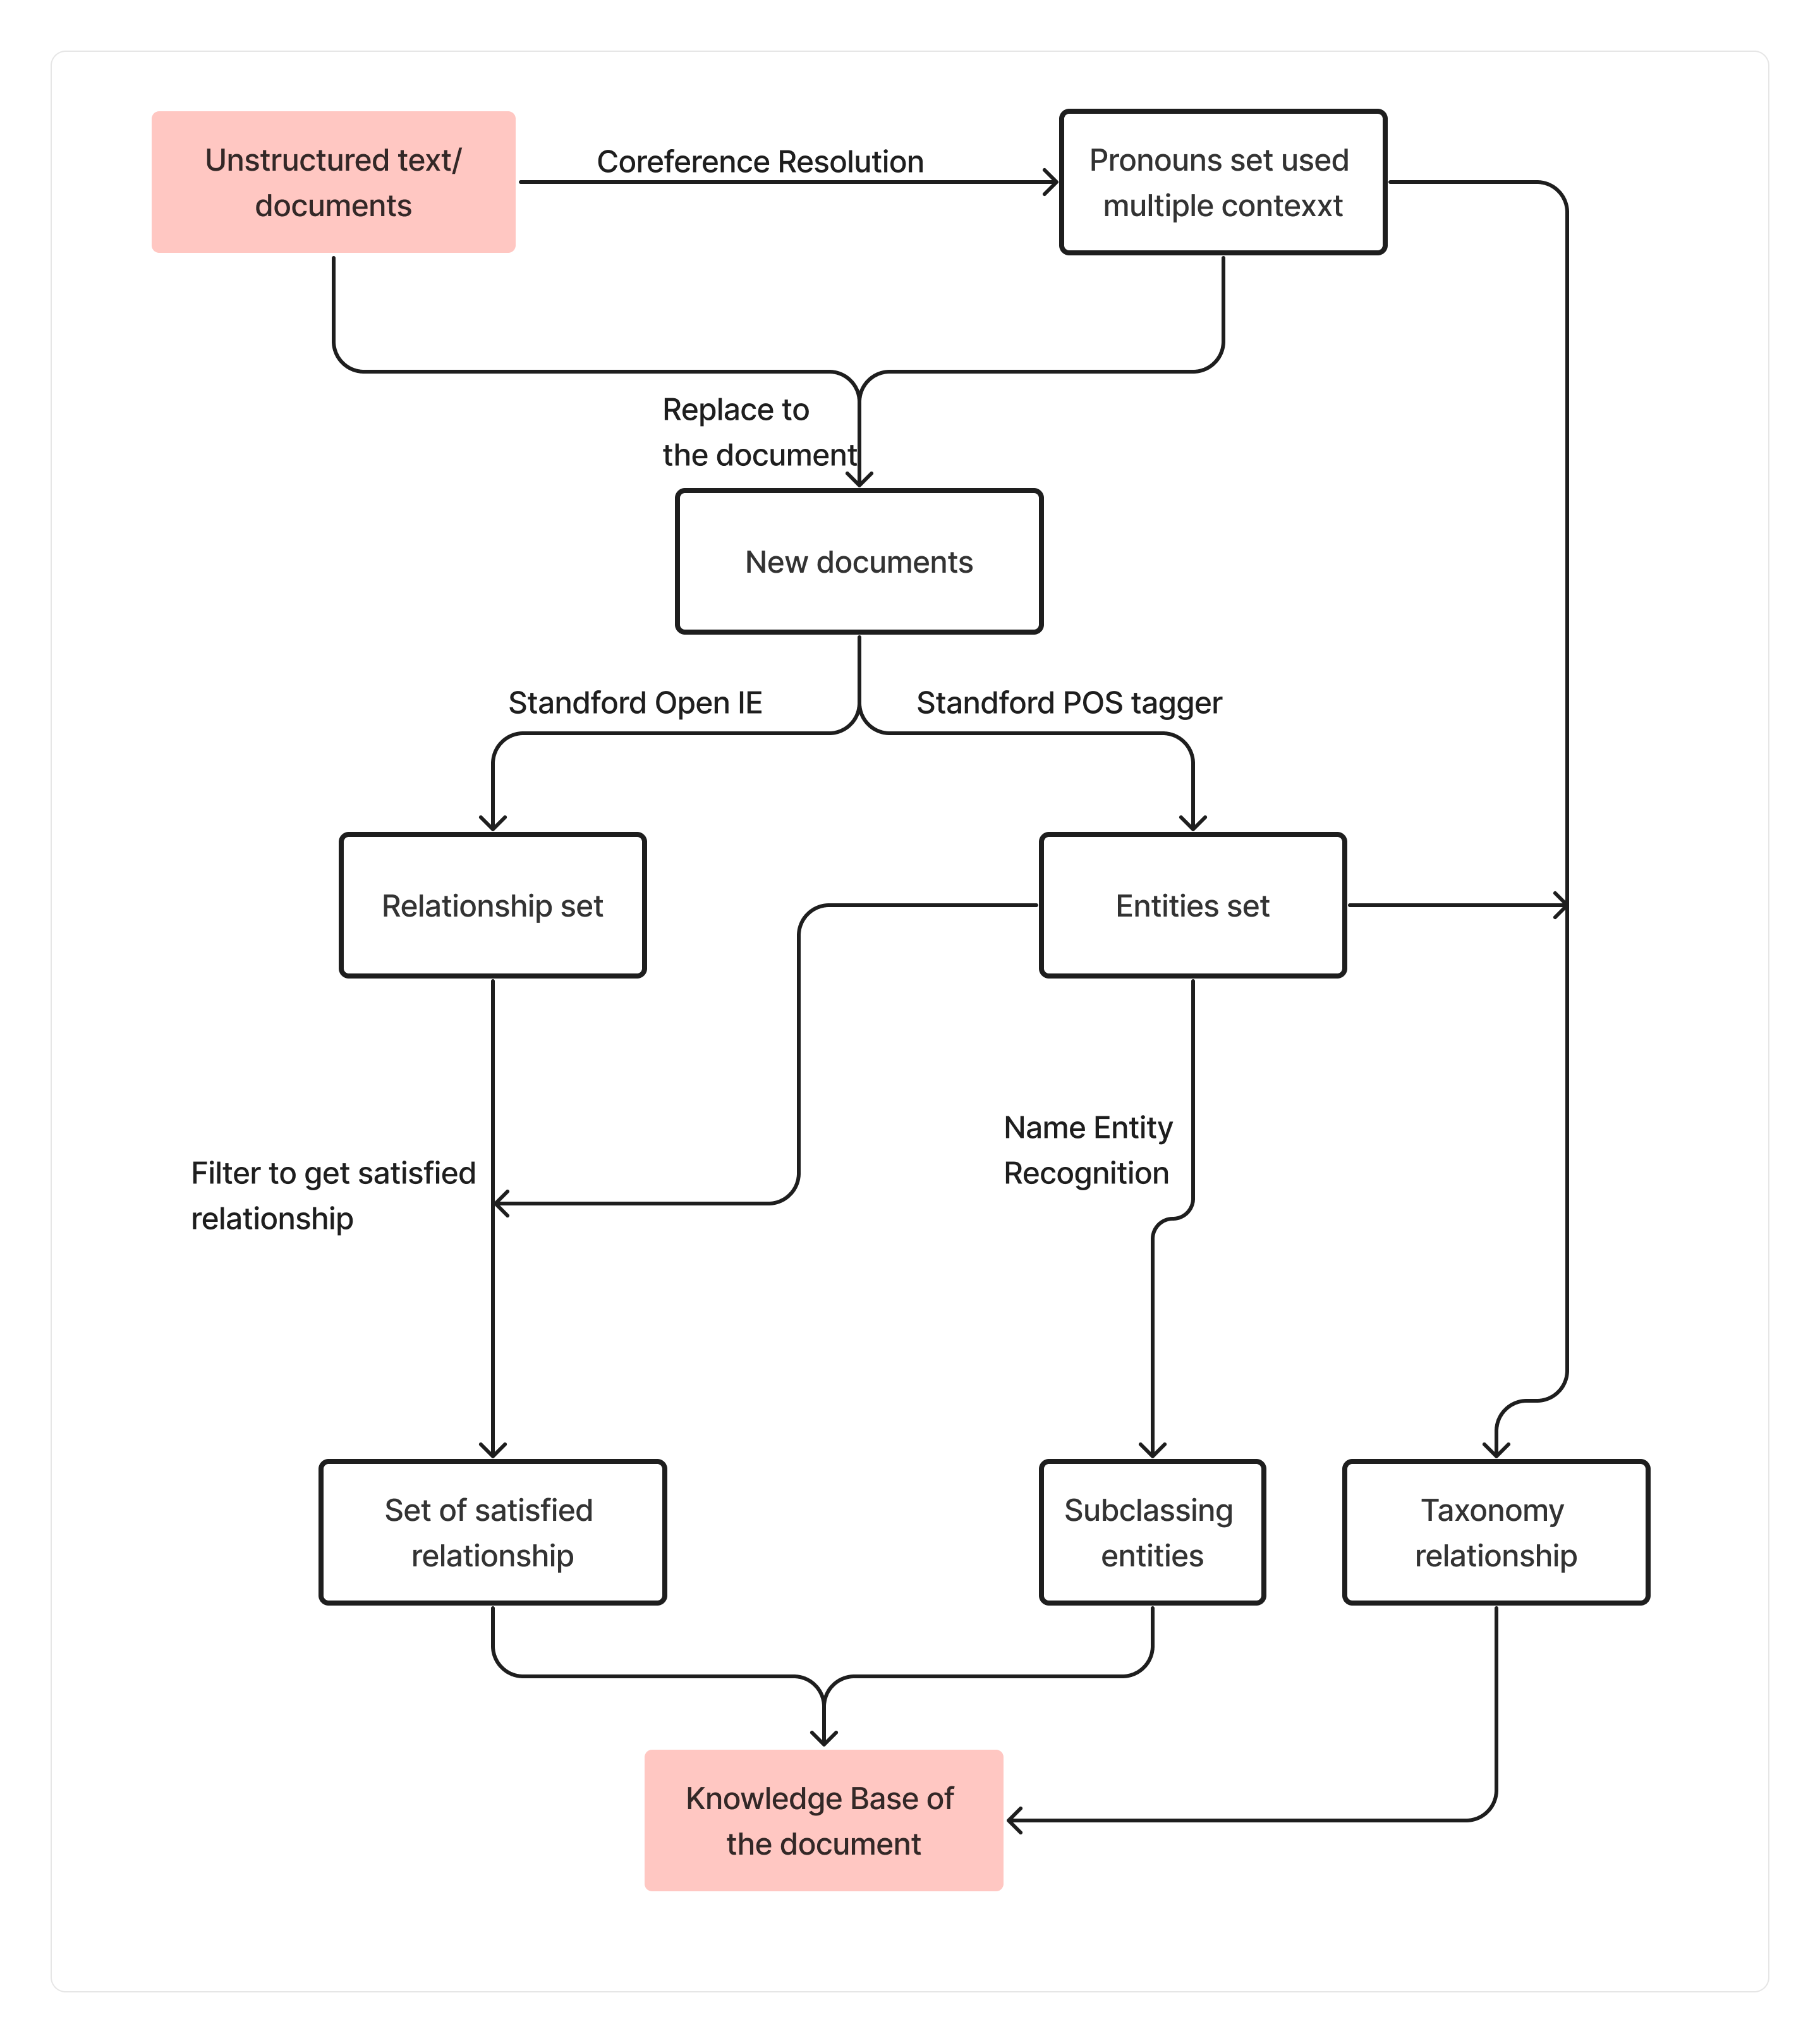 Unstructured text/
documents
Coreference Resolution
Pronouns set used
multiple contexxt
Replace to
the document
New documents
Standford Open IE
Standford POS tagger
Relationship set
Entities set
Name Entity
Recognition
Filter to get satisfied
relationship
Set of satisfied
relationship
Subclassing
entities
Taxonomy
relationship
Knowledge Base of
the document